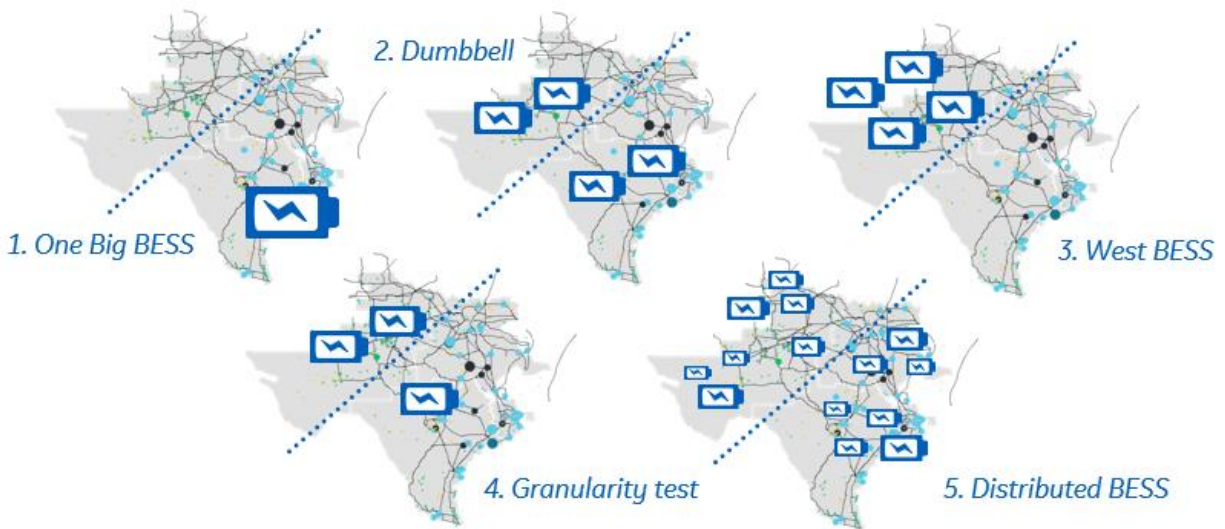 2. Dumbbell
1. One Big BESS
3. West BESS
4. Granularity test
5. Distributed BESS